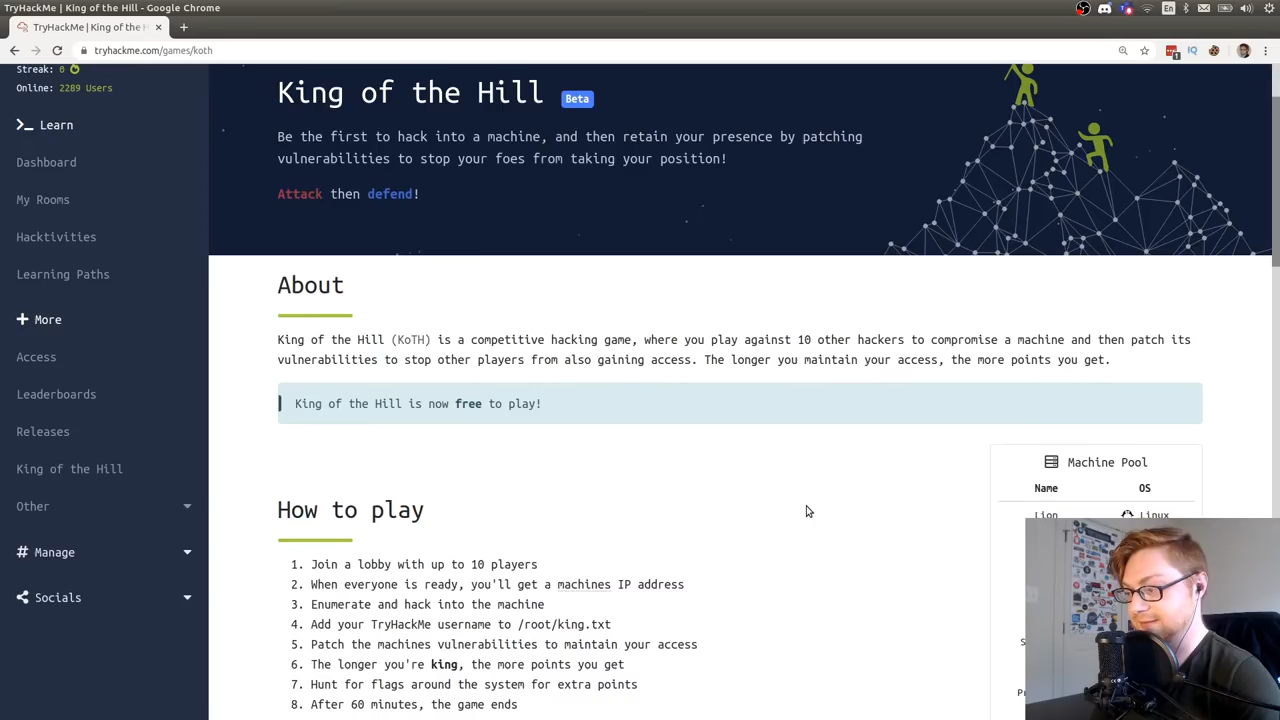 TryHackMe | King of the Hill - Google Chrome
En
TryHackMe | King of the H
tryhackme.com/games/koth
IQ
1
Streak: 0
Online: 2289 Users
Learn
Dashboard
My Rooms
Hacktivities
Learning Paths
More
Access
Leaderboards
Releases
King of the Hill
Other
Manage
Socials
King of the Hill Beta
Be the first to hack into a machine, and then retain your presence by patching
vulnerabilities to stop your foes from taking your position!
Attack then defend!
About
King of the Hill (KoTH) is a competitive hacking game, where you play against 10 other hackers to compromise a machine and then patch its
vulnerabilities to stop other players from also gaining access. The longer you maintain your access, the more points you get.
King of the Hill is now free to play!
How to play
1. Join a lobby with up to 10 players
2. When everyone is ready, you'll get a machines IP address
3. Enumerate and hack into the machine
4. Add your TryHackMe username to /root/king.txt
5. Patch the machines vulnerabilities to maintain your access
6. The longer you're king, the more points you get
7. Hunt for flags around the system for extra points
8. After 60 minutes, the game ends
Machine Pool
Name OS
Lion Linux